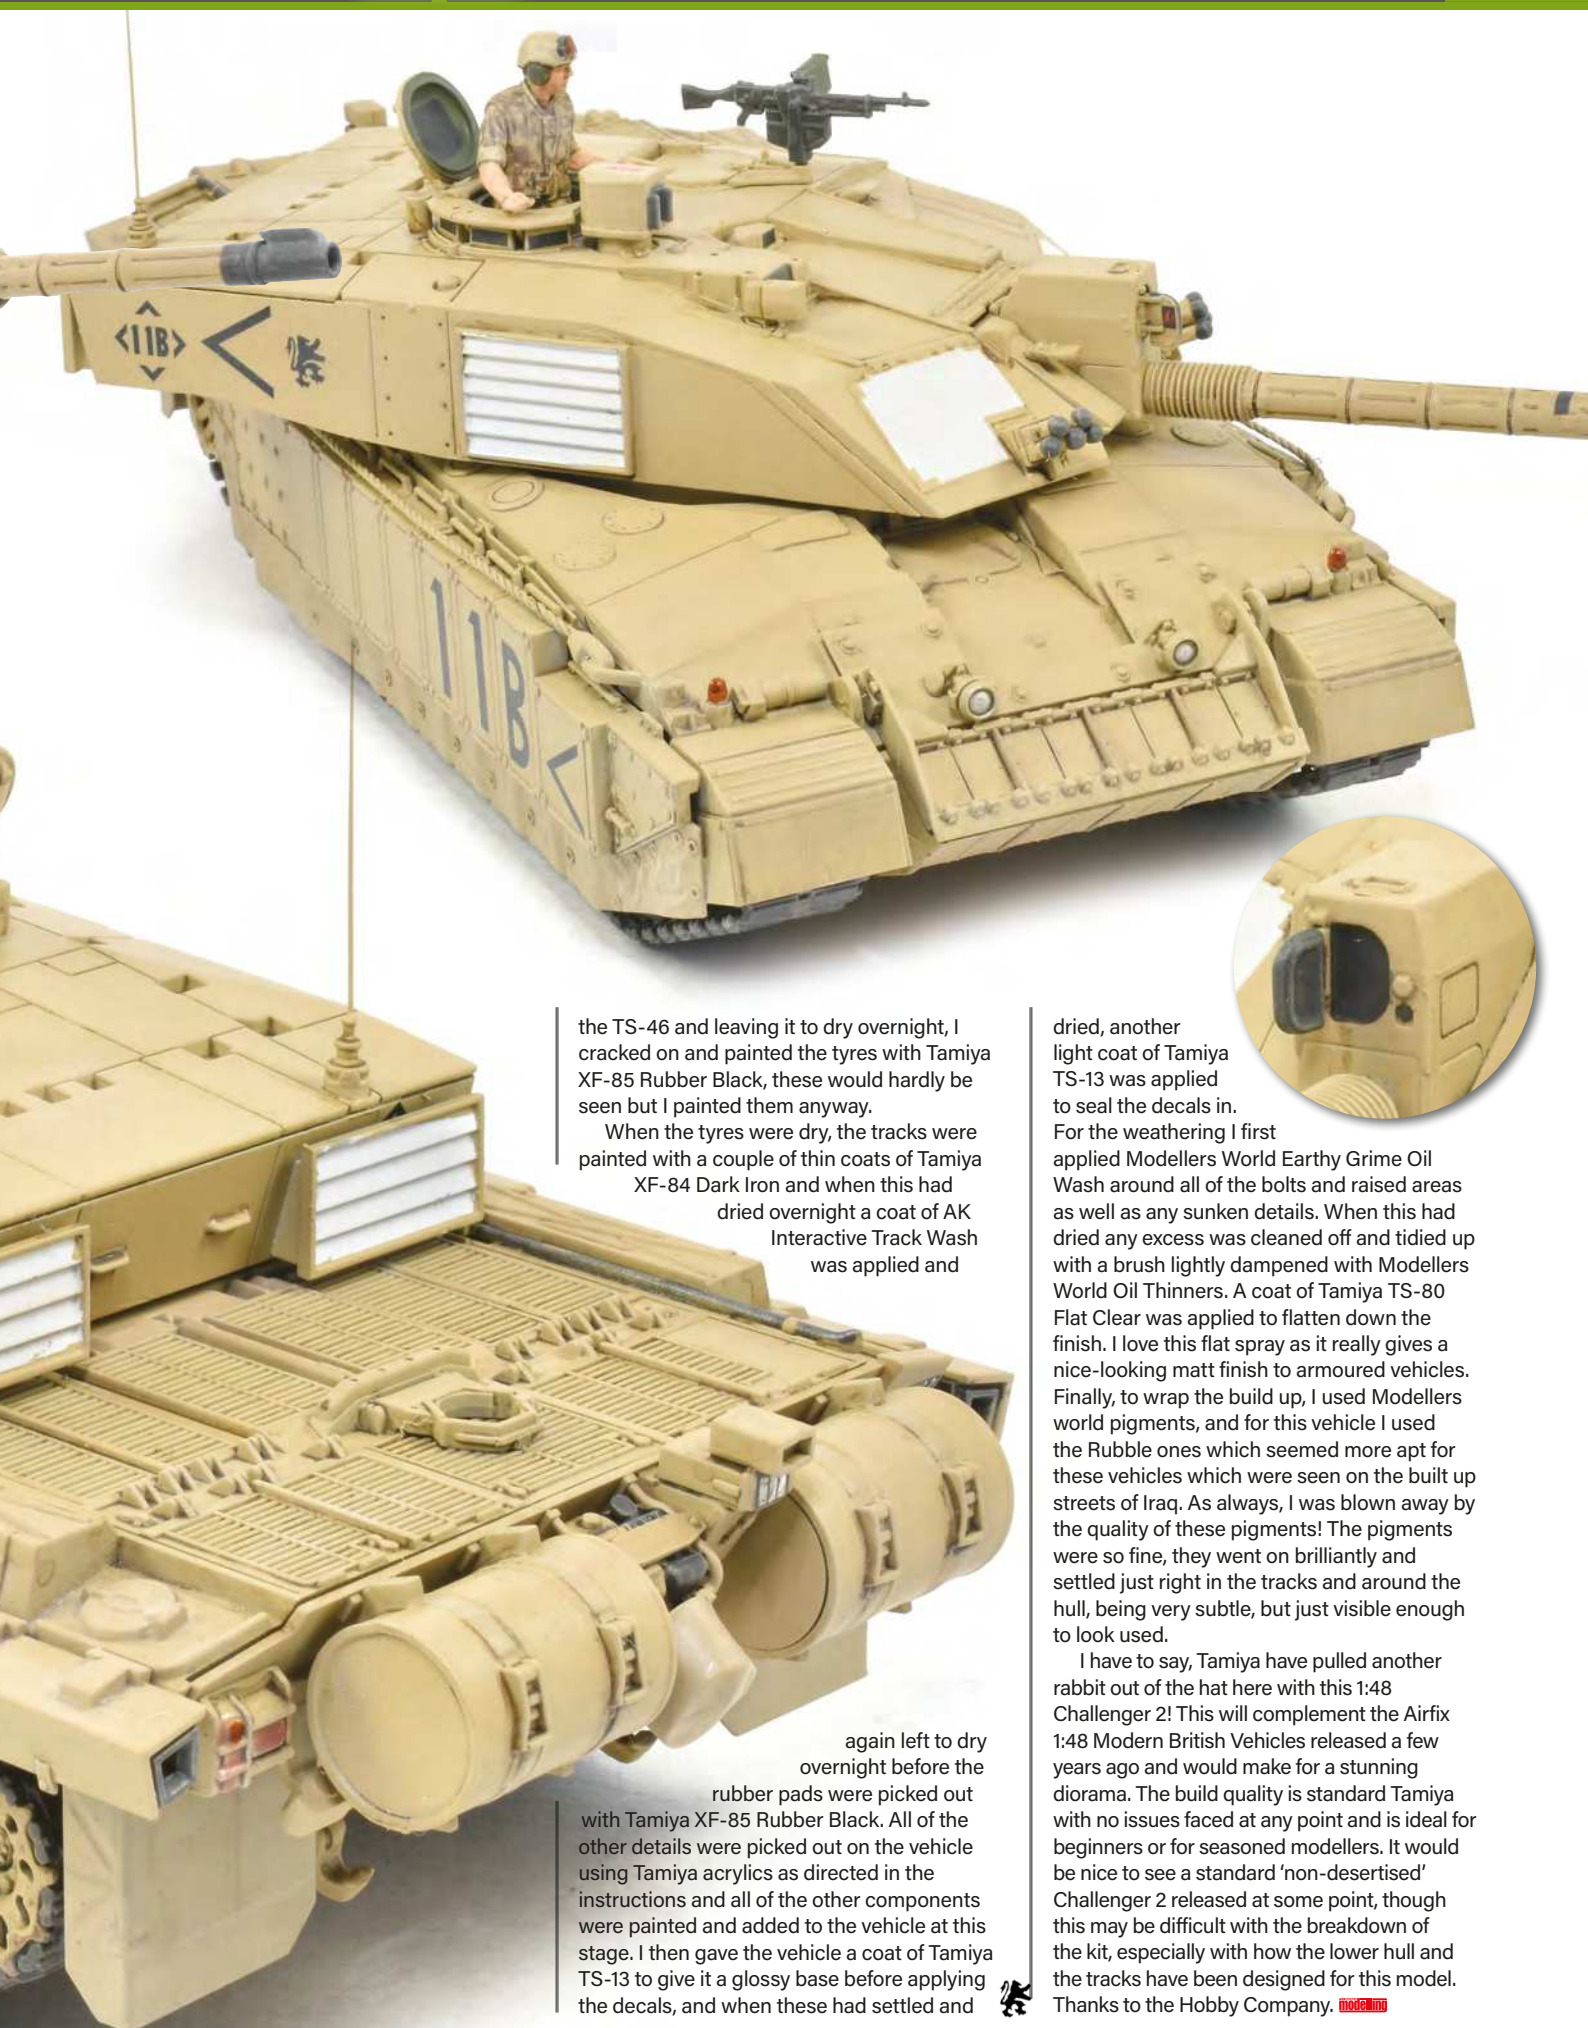 <11B>
11B
the TS-46 and leaving it to dry overnight, I
cracked on and painted the tyres with Tamiya
XF-85 Rubber Black, these would hardly be
seen but I painted them anyway.
When the tyres were dry, the tracks were
painted with a couple of thin coats of Tamiya
XF-84 Dark Iron and when this had
dried overnight a coat of AK
Interactive Track Wash
was applied and
again left to dry
overnight before the
rubber pads were picked out
with Tamiya XF-85 Rubber Black. All of the
other details were picked out on the vehicle
using Tamiya acrylics as directed in the
instructions and all of the other components
were painted and added to the vehicle at this
stage. I then gave the vehicle a coat of Tamiya
TS-13 to give it a glossy base before applying
the decals, and when these had settled and
dried, another
light coat of Tamiya
TS-13 was applied
to seal the decals in.
For the weathering I first
applied Modellers World Earthy Grime Oil
Wash around all of the bolts and raised areas
as well as any sunken details. When this had
dried any excess was cleaned off and tidied up
with a brush lightly dampened with Modellers
World Oil Thinners. A coat of Tamiya TS-80
Flat Clear was applied to flatten down the
finish. I love this flat spray as it really gives a
nice-looking matt finish to armoured vehicles.
Finally, to wrap the build up, I used Modellers
world pigments, and for this vehicle I used
the Rubble ones which seemed more apt for
these vehicles which were seen on the built up
streets of Iraq. As always, I was blown away by
the quality of these pigments! The pigments
were so fine, they went on brilliantly and
settled just right in the tracks and around the
hull, being very subtle, but just visible enough
to look used.
I have to say, Tamiya have pulled another
rabbit out of the hat here with this 1:48
Challenger 2! This will complement the Airfix
1:48 Modern British Vehicles released a few
years ago and would make for a stunning
diorama. The build quality is standard Tamiya
with no issues faced at any point and is ideal for
beginners or for seasoned modellers. It would
be nice to see a standard ‘non-desertised’
Challenger 2 released at some point, though
this may be difficult with the breakdown of
the kit, especially with how the lower hull and
the tracks have been designed for this model.
Thanks to the Hobby Company. modelling